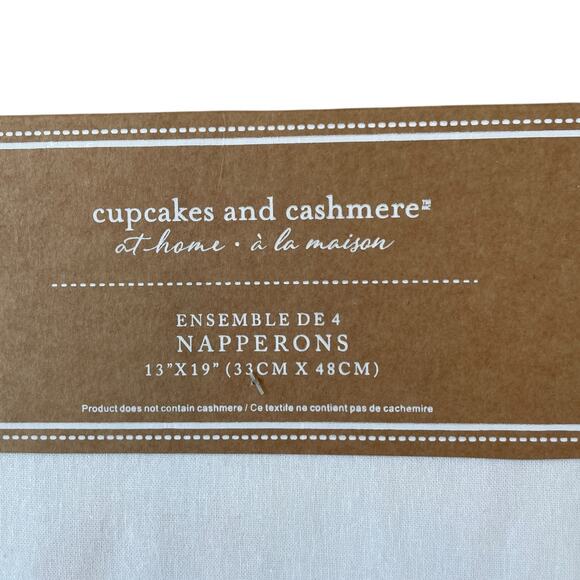 cupcakes and cashmere™ MC
at home · à la maison
ENSEMBLE DE 4
NAPPERONS
13"X19" (33CM X 48CM)
Product does not contain cashmere / Ce textile ne contient pas de cachemire